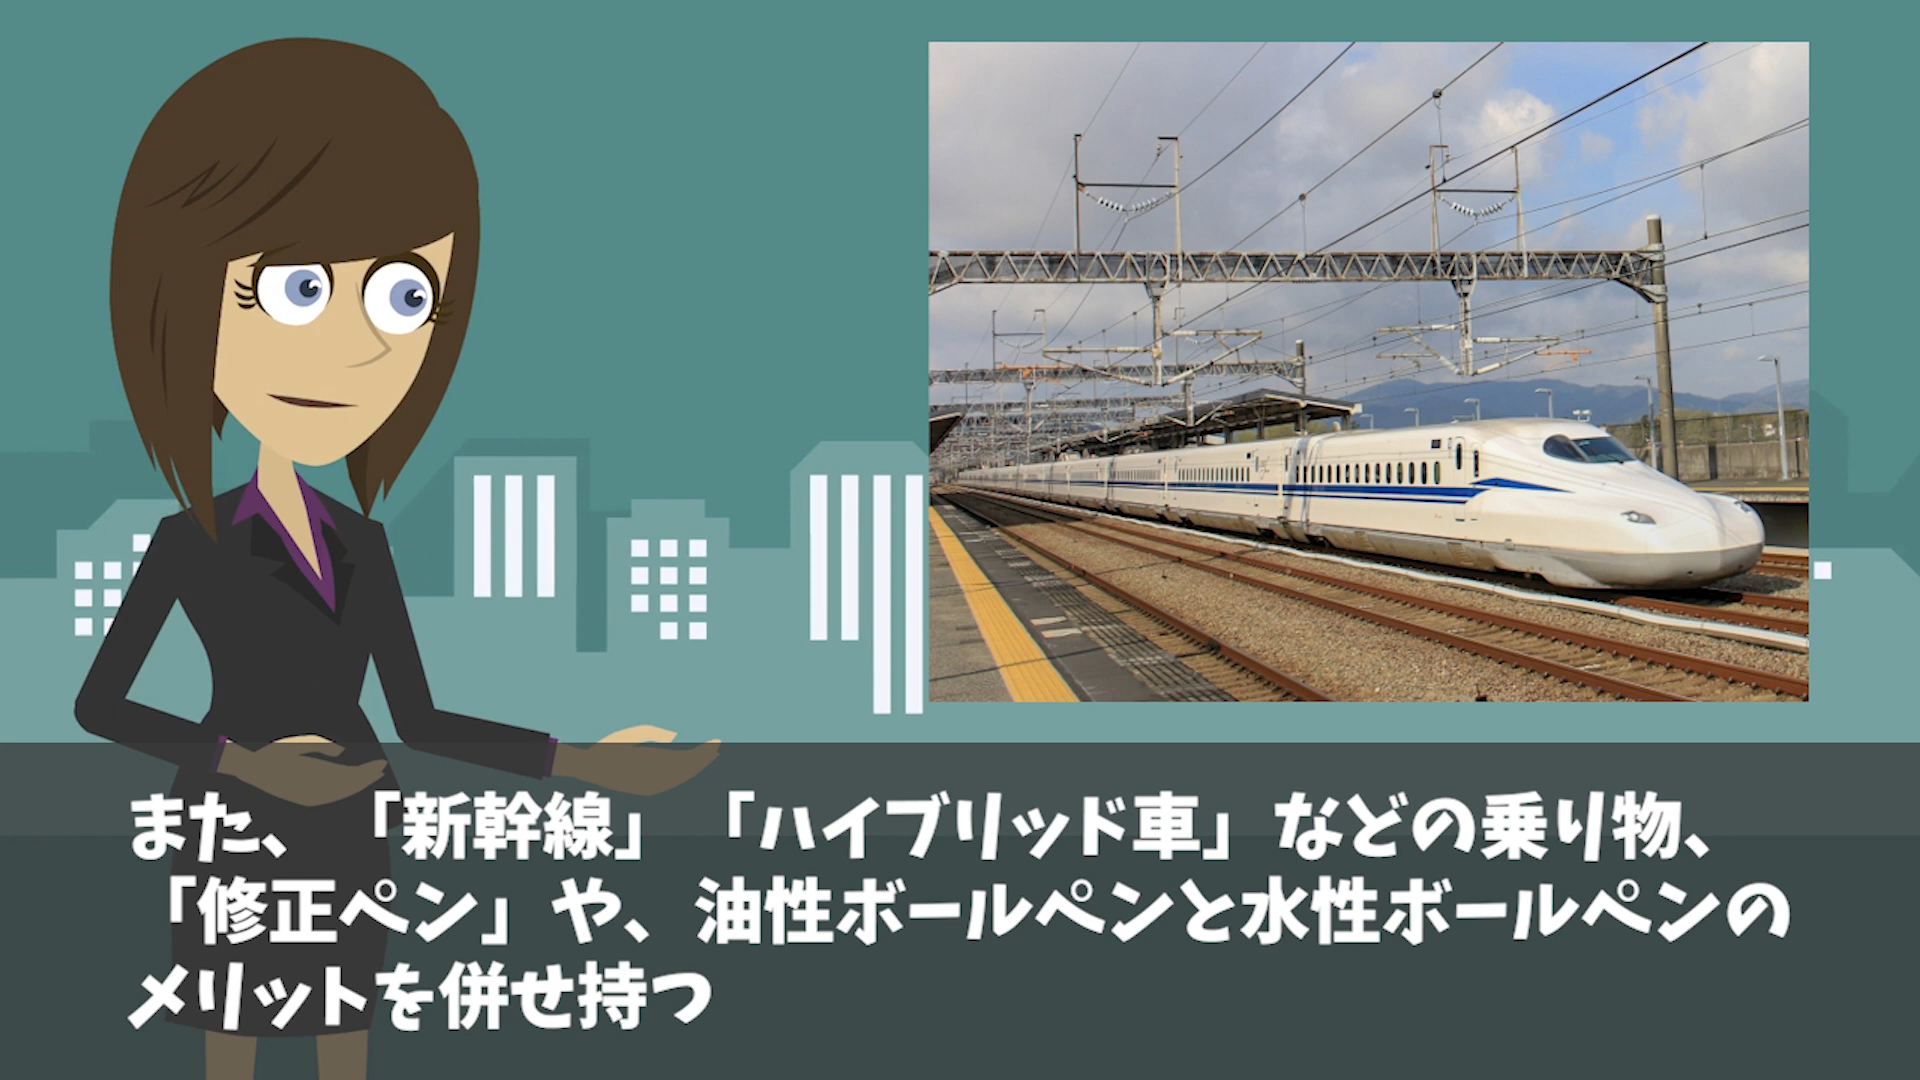 また、「新幹線」「ハイブリッド車」などの乗り物、
「修正ペン」や、油性ボールペンと水性ボールペンの
メリットを併せ持つ